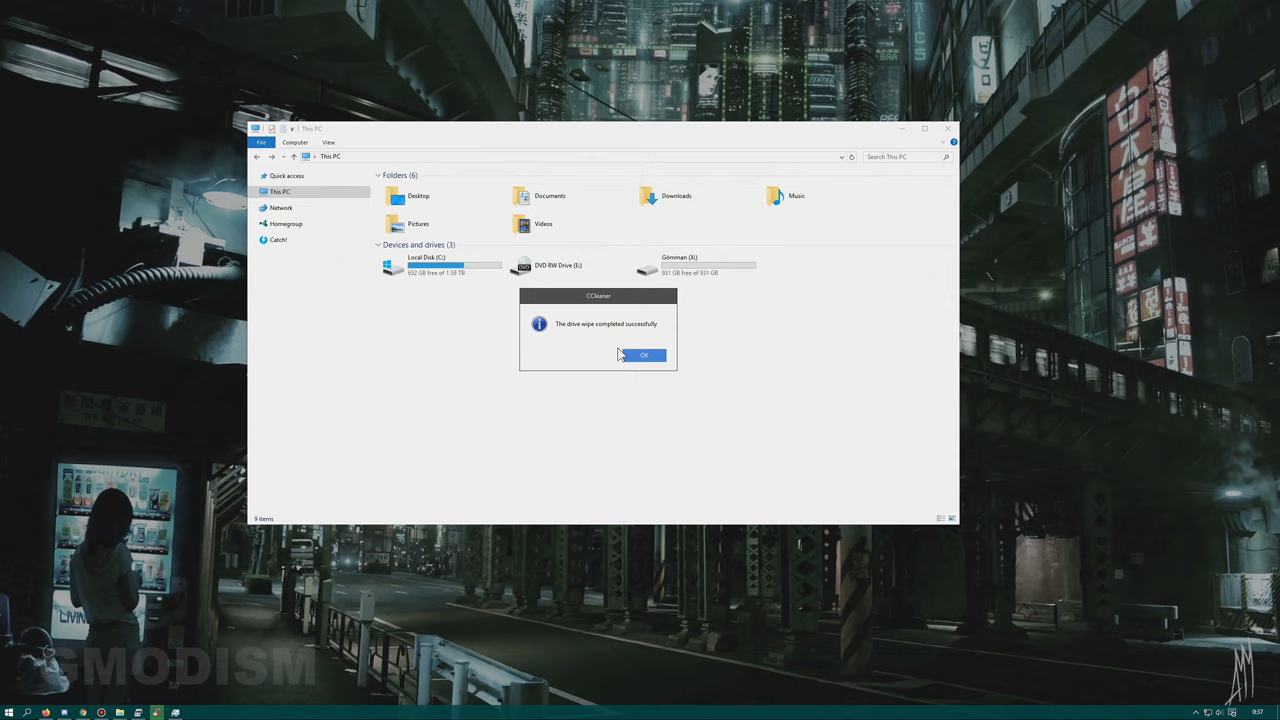 This PC
File
Computer
View
This PC
Search This PC
Quick access
This PC
Network
Homegroup
Catch!
Folders (6)
Desktop
Documents
Downloads
Music
Pictures
Videos
Devices and drives (3)
Local Disk (C:)
652 GB free of 1.59 TB
DVD RW Drive (E:)
Gömman (X:)
931 GB free of 931 GB
CCleaner
The drive wipe completed successfully
OK
9 items
GMODISM
0:37